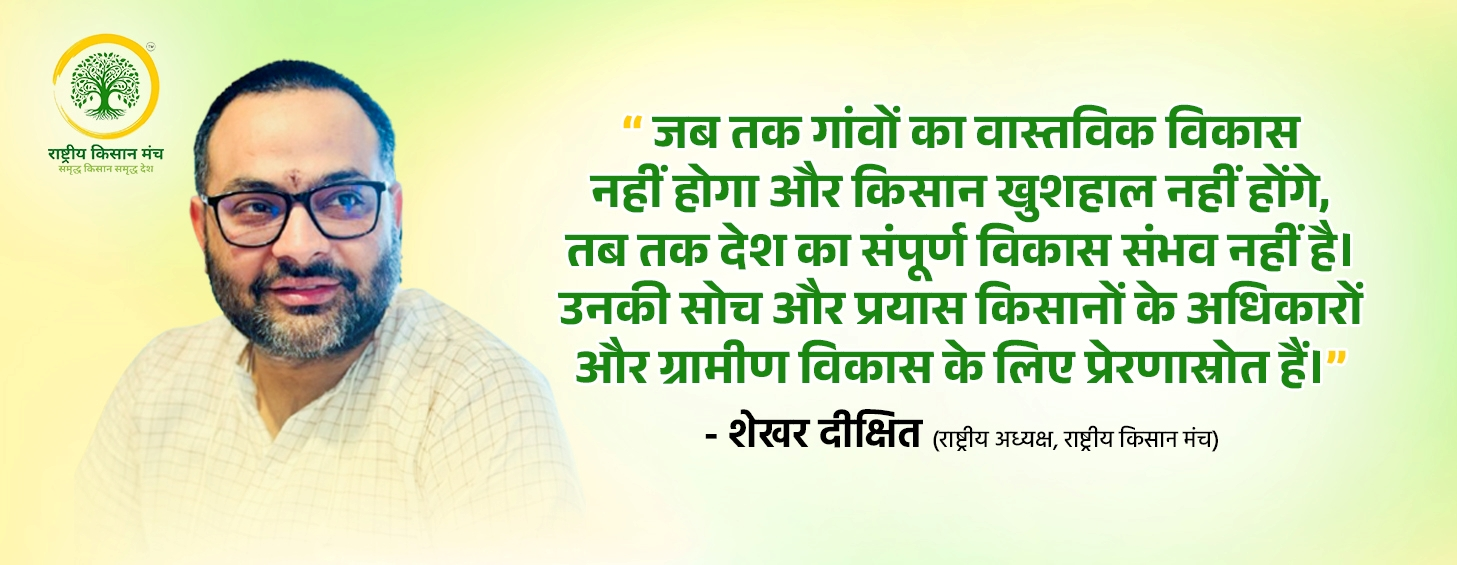 TM
राष्ट्रीय किसान मंच
समृद्ध किसान समृद्ध देश
“ जब तक गांवों का वास्तविक विकास
नहीं होगा और किसान खुशहाल नहीं होंगे,
तब तक देश का संपूर्ण विकास संभव नहीं है।
उनकी सोच और प्रयास किसानों के अधिकारों
और ग्रामीण विकास के लिए प्रेरणास्रोत हैं।”
- शेखर दीक्षित (राष्ट्रीय अध्यक्ष, राष्ट्रीय किसान मंच)